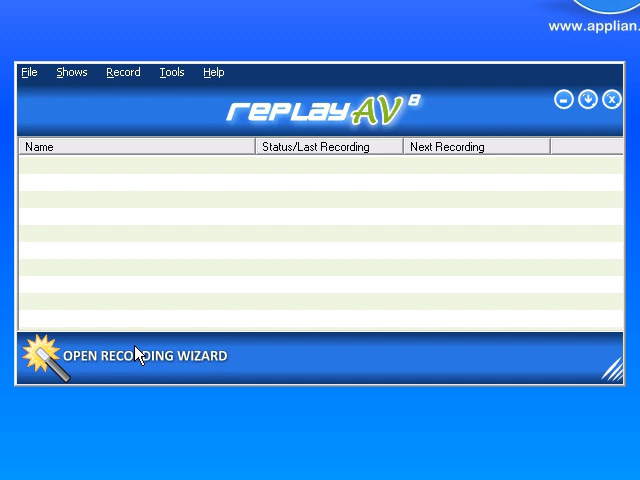 www.applian.
File Shows Record Tools Help
REPLAY AV 8
Name Status/Last Recording Next Recording
OPEN RECORDING WIZARD